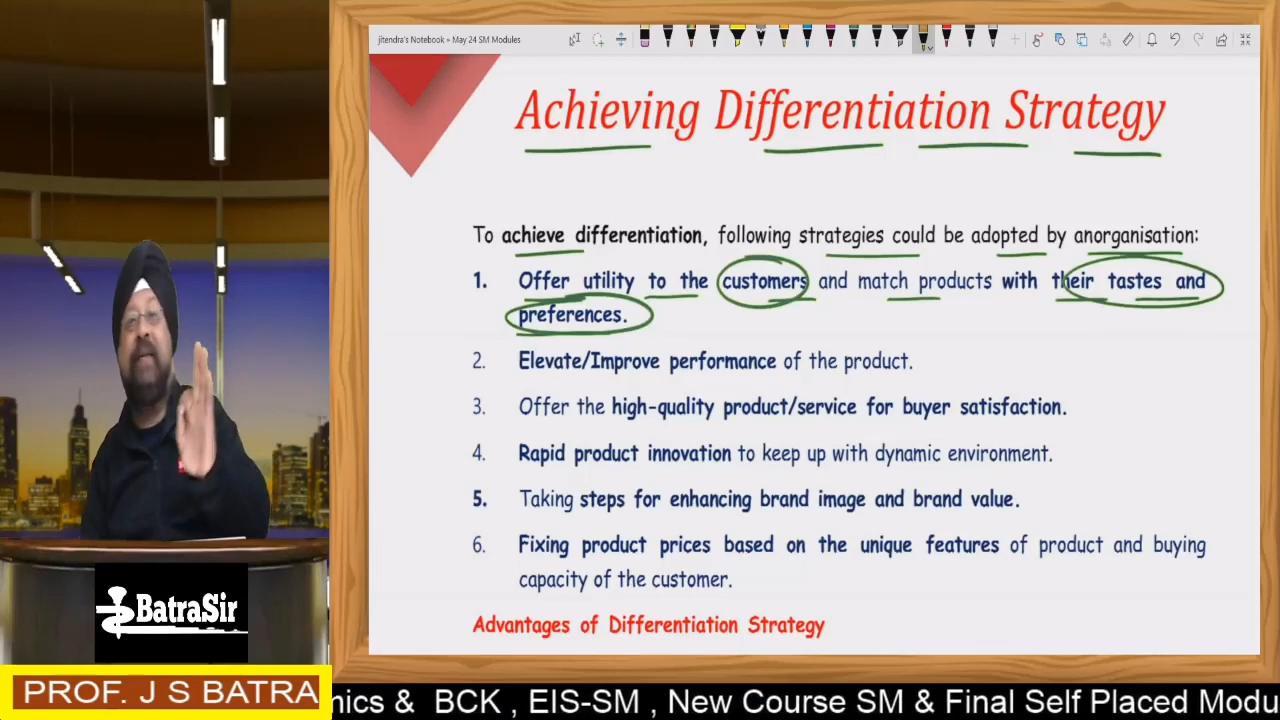 jitendra's Notebook » May 24 SM Modules
Achieving Differentiation Strategy
To achieve differentiation, following strategies could be adopted by anorganisation:
1. Offer utility to the customers and match products with their tastes and
preferences.
2. Elevate/Improve performance of the product.
3. Offer the high-quality product/service for buyer satisfaction.
4. Rapid product innovation to keep up with dynamic environment.
5. Taking steps for enhancing brand image and brand value.
6. Fixing product prices based on the unique features of product and buying
capacity of the customer.
Advantages of Differentiation Strategy
BatraSir
PROF. J S BATRA
nics & BCK , EIS-SM , New Course SM & Final Self Placed Modu